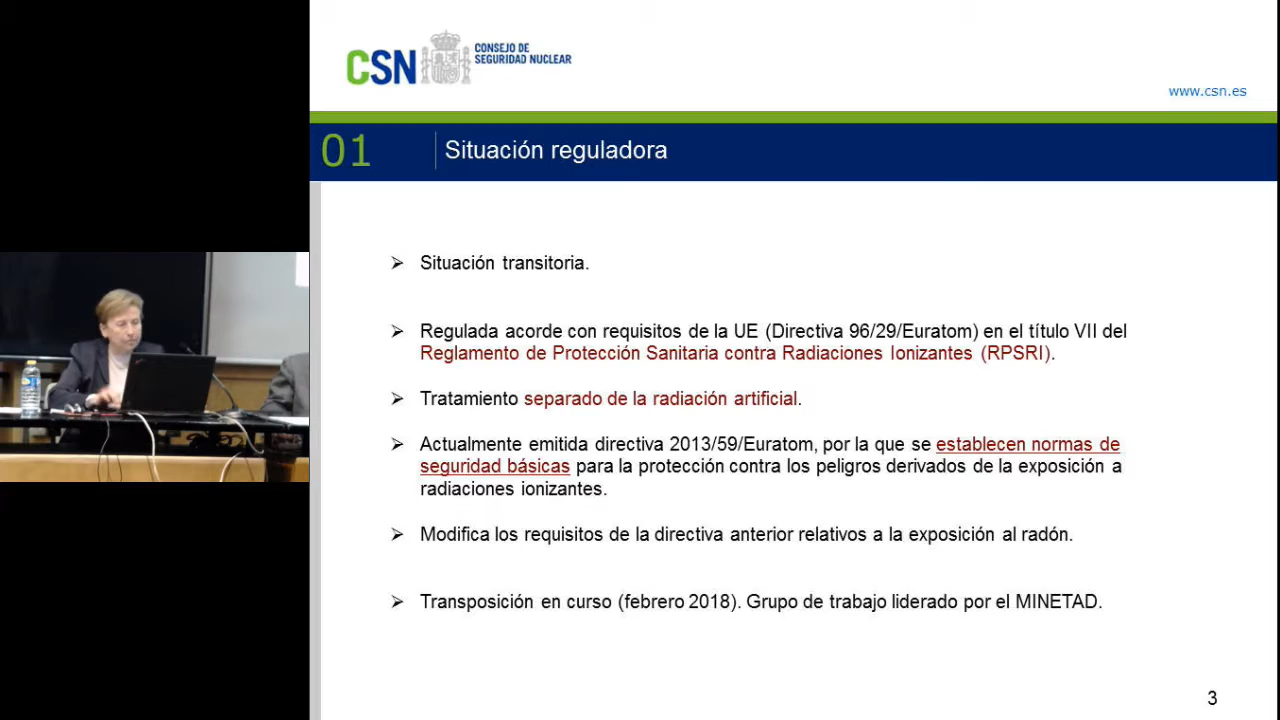 CSN
CONSEJO DE
SEGURIDAD NUCLEAR
www.csn.es
01
Situación reguladora
➢ Situación transitoria.
➢ Regulada acorde con requisitos de la UE (Directiva 96/29/Euratom) en el título VII del
Reglamento de Protección Sanitaria contra Radiaciones Ionizantes (RPSRI).
➢ Tratamiento separado de la radiación artificial.
➢ Actualmente emitida directiva 2013/59/Euratom, por la que se establecen normas de
seguridad básicas para la protección contra los peligros derivados de la exposición a
radiaciones ionizantes.
➢ Modifica los requisitos de la directiva anterior relativos a la exposición al radón.
➢ Transposición en curso (febrero 2018). Grupo de trabajo liderado por el MINETAD.
3